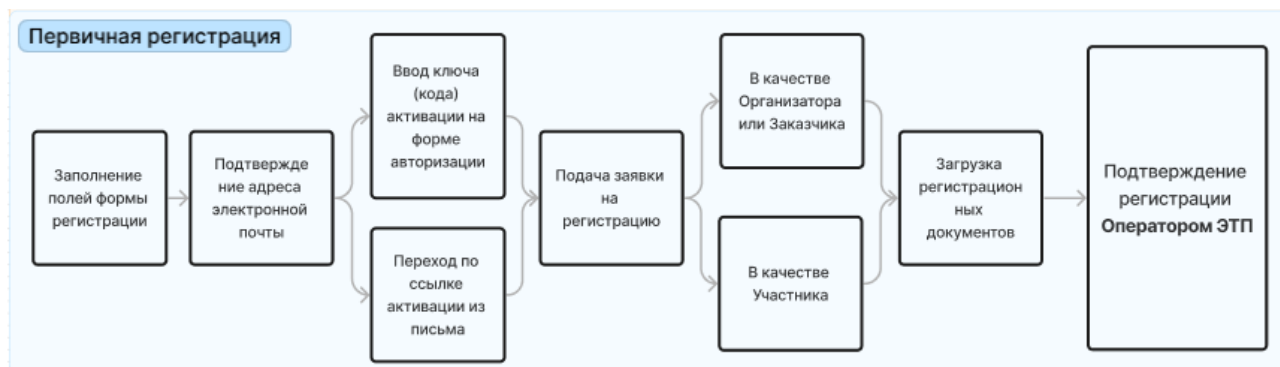 Первичная регистрация
Заполнение
полей формы
регистрации
Подтвержде
ние адреса
электронной
почты
Ввод ключа
(кода)
активации на
форме
авторизации
Переход по
ссылке
активации из
письма
Подача заявки
на
регистрацию
В качестве
Организатора
или Заказчика
В качестве
Участника
Загрузка
регистрацион
ных
документов
Подтверждение
регистрации
Оператором ЭТП